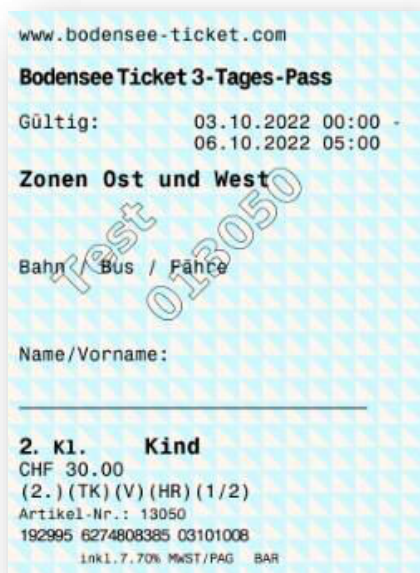 www.bodensee-ticket.com
Bodensee Ticket 3-Tages-Pass
Gültig: 03.10.2022 00:00 -
06.10.2022 05:00
Zonen Ost und West
Test
013050
Bahn / Bus / Fähre
Name/Vorname:
2. Kl. Kind
CHF 30.00
(2.)(TK)(V)(HR)(1/2)
Artikel-Nr.: 13050
192995 6274808385 03101008
inkl.7.70% MWST/PAG BAR